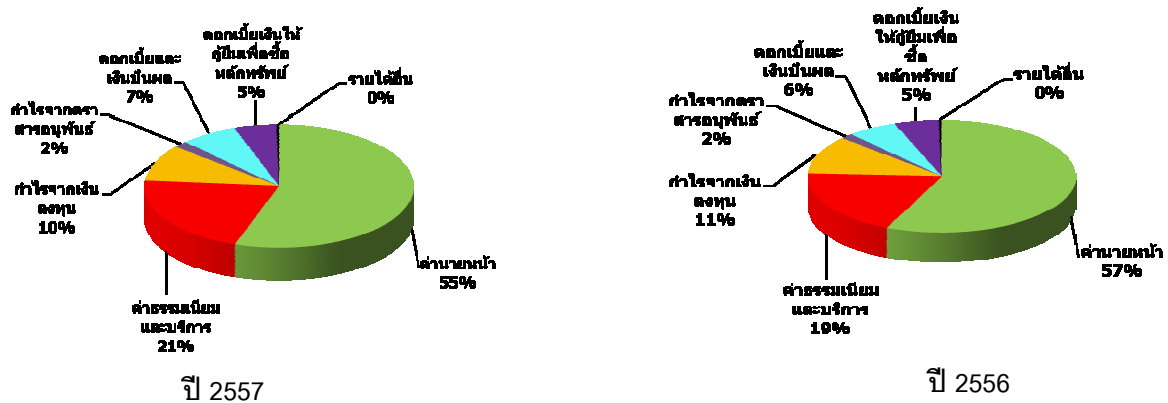 ดอกเบี้ยเงินให้
กู้ยืมเพื่อซื้อ
หลักทรัพย์
5%
ดอกเบี้ยและ
เงินปันผล
7%
รายได้อื่น
0%
กำไรจากตรา
สารอนุพันธ์
2%
กำไรจากเงิน
ลงทุน
10%
ค่านายหน้า
55%
ค่าธรรมเนียม
และบริการ
21%
ปี 2557
ดอกเบี้ยเงิน
ให้กู้ยืมเพื่อ
ซื้อ
หลักทรัพย์
5%
ดอกเบี้ยและ
เงินปันผล
6%
รายได้อื่น
0%
กำไรจากตรา
สารอนุพันธ์
2%
กำไรจากเงิน
ลงทุน
11%
ค่านายหน้า
57%
ค่าธรรมเนียม
และบริการ
19%
ปี 2556